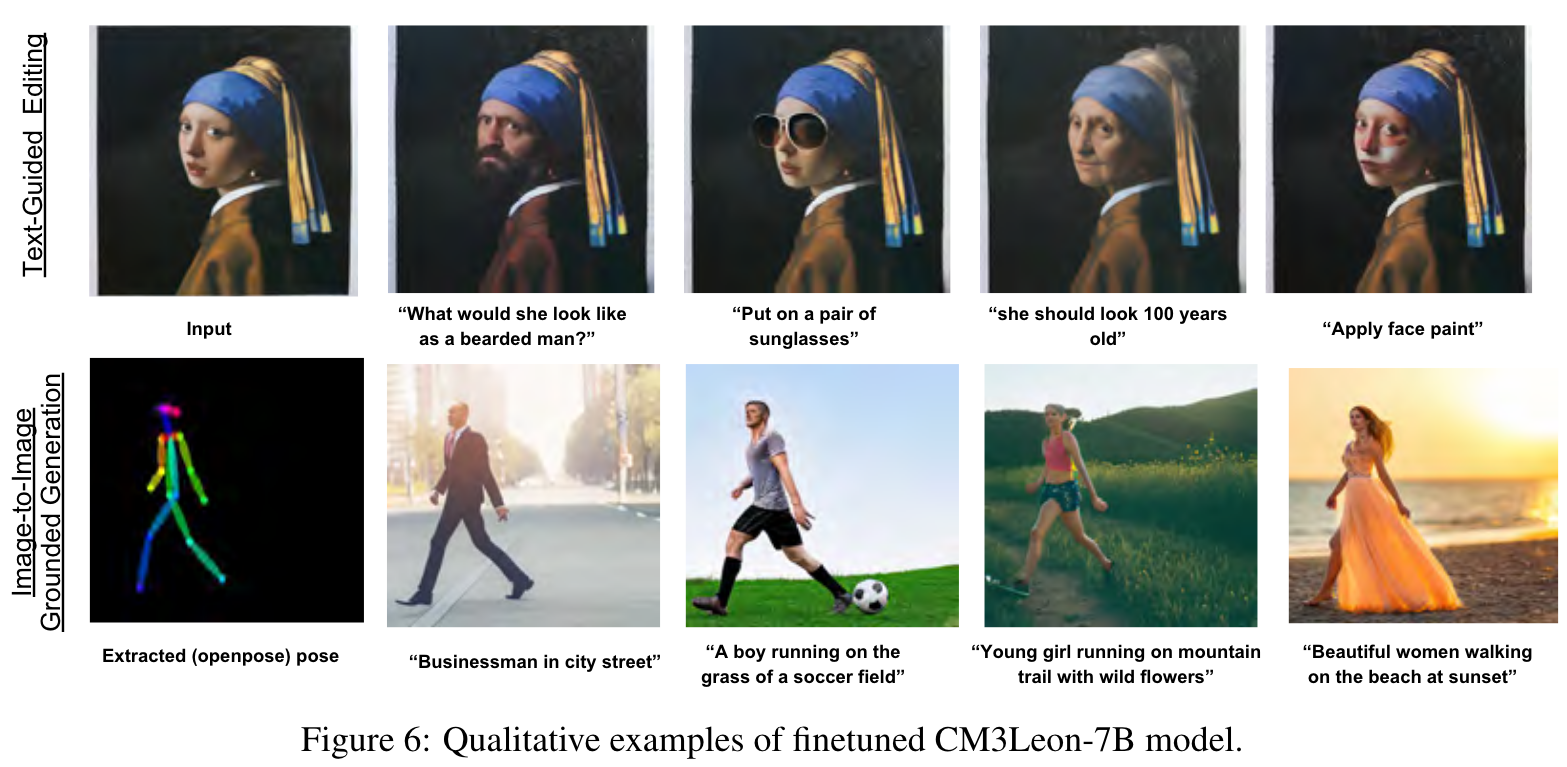 Text-Guided Editing
Input
“What would she look like
as a bearded man?”
“Put on a pair of
sunglasses”
“she should look 100 years
old”
“Apply face paint”
Image-to-Image
Grounded Generation
Extracted (openpose) pose
“Businessman in city street”
“A boy running on the
grass of a soccer field”
“Young girl running on mountain
trail with wild flowers”
“Beautiful women walking
on the beach at sunset”
Figure 6: Qualitative examples of finetuned CM3Leon-7B model.